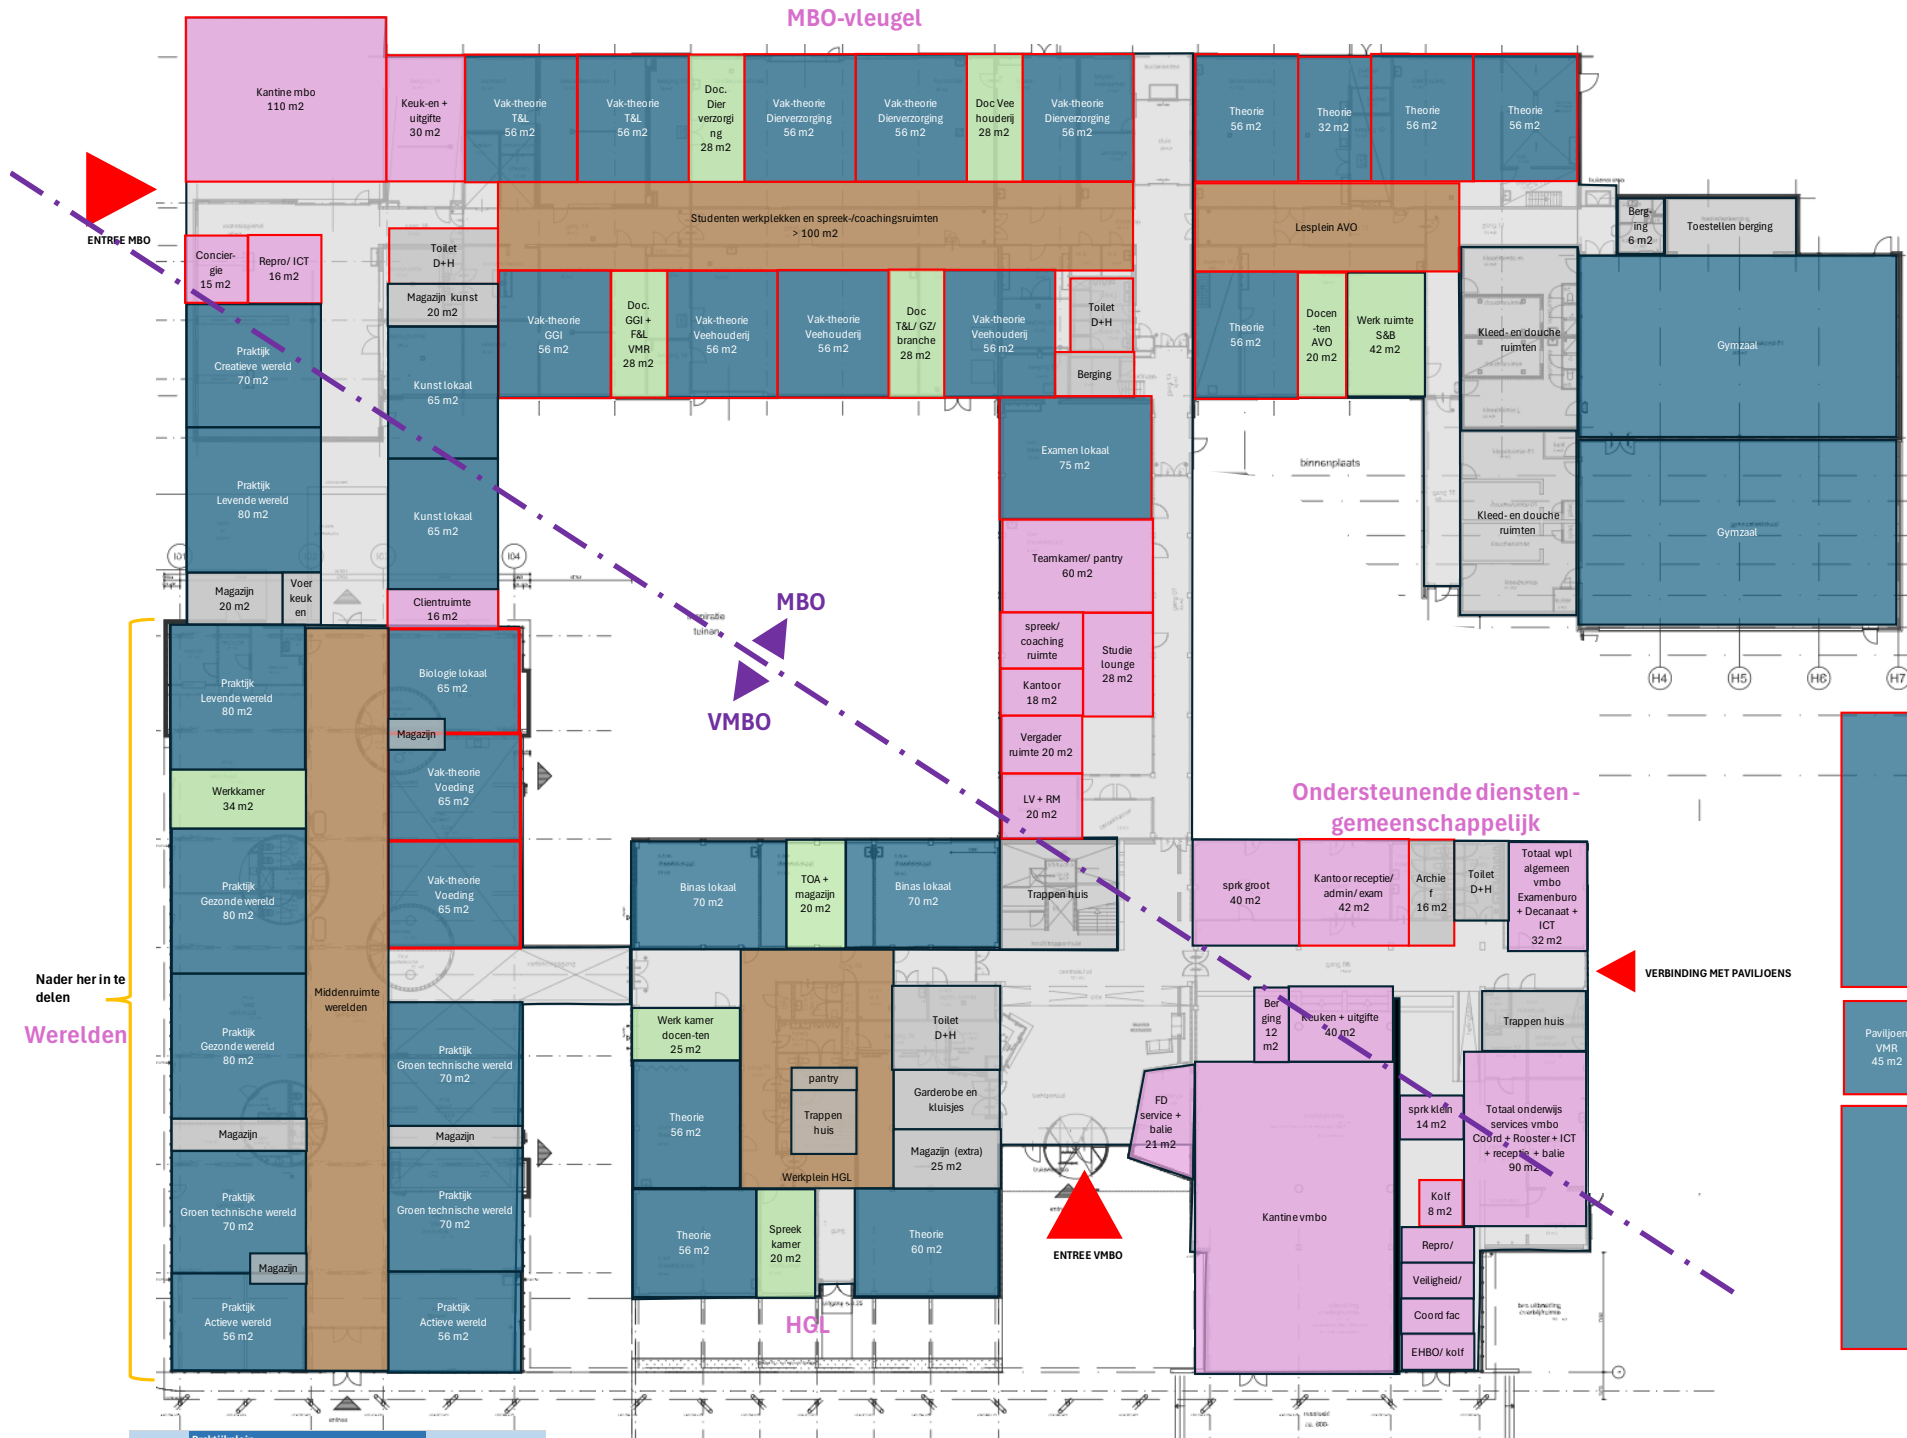 MBO-vleugel
Kantine mbo
110 m2
Keuk-en +
uitgifte
30 m2
Vak-theorie
T&L
56 m2
Vak-theorie
T&L
56 m2
Doc.
Dier
verzorgi
ng
28 m2
Vak-theorie
Dierverzorging
56 m2
Vak-theorie
Dierverzorging
56 m2
Doc Vee
houderij
28 m2
Vak-theorie
Dierverzorging
56 m2
Theorie
56 m2
Theorie
32 m2
Theorie
56 m2
Theorie
56 m2
ENTREE MBO
Studenten werkplekken en spreek-/coachingsruimten
> 100 m2
Lesplein AVO
Berg-
ing
6 m2
Toestellen berging
Concier-
gie
15 m2
Repro/ ICT
16 m2
Toilet
D+H
Magazijn kunst
20 m2
Vak-theorie
GGI
56 m2
Doc.
GGI +
F&L
VMR
28 m2
Vak-theorie
Veehouderij
56 m2
Vak-theorie
Veehouderij
56 m2
Doc
T&L/ GZ/
branche
28 m2
Vak-theorie
Veehouderij
56 m2
Toilet
D+H
Berging
Theorie
56 m2
Docen
-ten
AVO
20 m2
Werk ruimte
S&B
42 m2
Kleed- en douche
ruimten
Gymzaal
Praktijk
Creatieve wereld
70 m2
Kunst lokaal
65 m2
Examen lokaal
75 m2
binnenplaats
Praktijk
Levende wereld
80 m2
Kunst lokaal
65 m2
Kleed- en douche
ruimten
Gymzaal
I04
Teamkamer/ pantry
60 m2
Magazijn
20 m2
Voer
keuk
en
Clientruimte
16 m2
MBO
tuinen
VMBO
spreek/
coaching
ruimte
Studie
lounge
28 m2
Kantoor
18 m2
H4
H5
H6
H7
Praktijk
Levende wereld
80 m2
Biologie lokaal
65 m2
Magazijn
Vergader
ruimte 20 m2
Werkkamer
34 m2
Vak-theorie
Voeding
65 m2
LV + RM
20 m2
Ondersteunende diensten -
gemeenschappelijk
Praktijk
Gezonde wereld
80 m2
Vak-theorie
Voeding
65 m2
Binas lokaal
70 m2
TOA +
magazijn
20 m2
Binas lokaal
70 m2
Trappen huis
sprk groot
40 m2
Kantoor receptie/
admin/ exam
42 m2
Archie
f
16 m2
Toilet
D+H
Totaal wpl
algemeen
vmbo
Examenburo
+ Decanaat +
ICT
32 m2
Nader her in te
delen
Werelden
Middenruimte
werelden
VERBINDING MET PAVILJOENS
Praktijk
Gezonde wereld
80 m2
Praktijk
Groen technische wereld
70 m2
Werk kamer
docen-ten
25 m2
Toilet
D+H
Ber
ging
12
m2
Keuken + uitgifte
40 m2
Trappen huis
Paviljoen
VMR
45 m2
pantry
Trappen
huis
Garderobe en
kluisjes
Theorie
56 m2
FD
service +
balie
21 m2
sprk klein
14 m2
Totaal onderwijs
services vmbo
Coord + Rooster + ICT
+ receptie + balie
90 m2
Magazijn
Magazijn
Magazijn (extra)
25 m2
Werkplein HGL
Praktijk
Groen technische wereld
70 m2
Praktijk
Groen technische wereld
70 m2
Kolf
8 m2
Theorie
56 m2
Spreek
kamer
20 m2
Theorie
60 m2
ENTREE VMBO
Kantine vmbo
Repro/
Magazijn
Veiligheid/
Praktijk
Actieve wereld
56 m2
Praktijk
Actieve wereld
56 m2
HGL
Coord fac
EHBO/ kolf